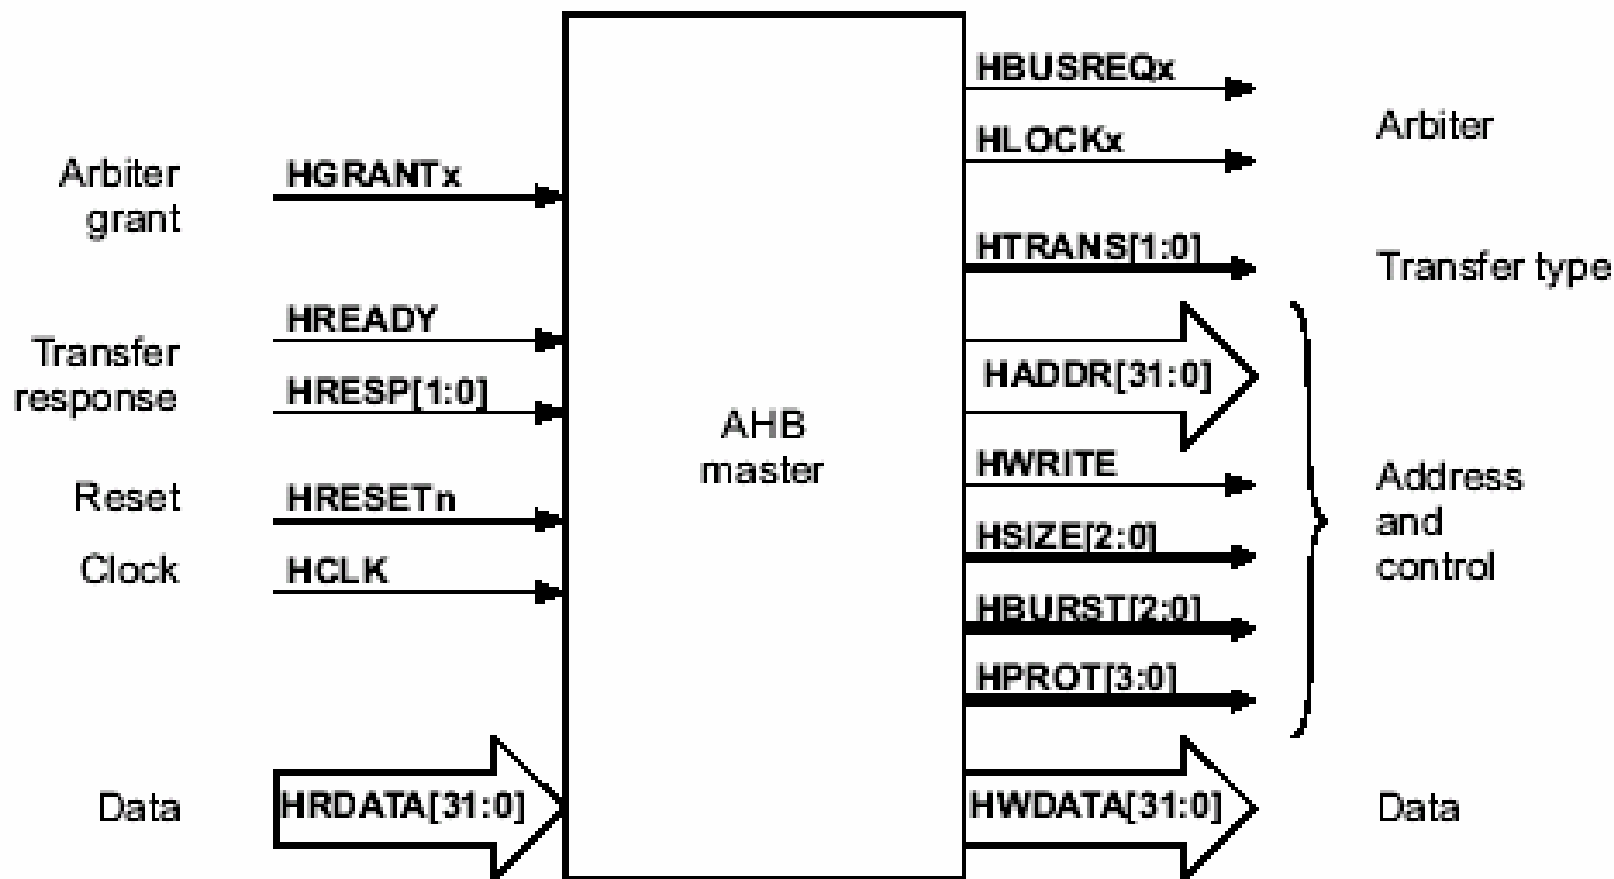 HBUSREQx
Arbiter
HLOCKx
Arbiter
grant
HGRANTx
HTRANS[1:0]
Transfer type
HREADY
Transfer
response
HRESP[1:0]
HADDR[31:0]
AHB
master
HWRITE
Address
and
control
Reset
HRESETn
HSIZE[2:0]
Clock
HCLK
HBURST[2:0]
HPROT[3:0]
Data
HRDATA[31:0]
HWDATA[31:0]
Data